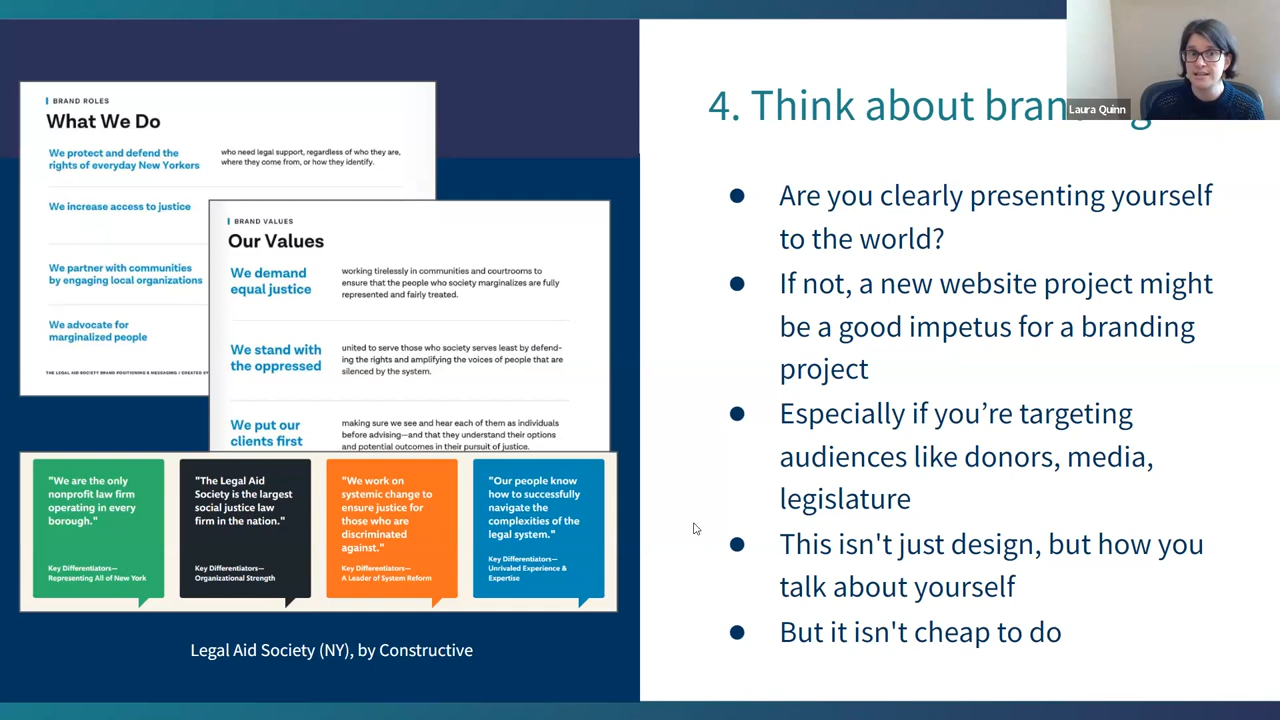 BRAND ROLES
What We Do
We protect and defend the
rights of everyday New Yorkers
who need legal support, regardless of who they are,
where they come from, or how they identify.
We increase access to justice
We partner with communities
by engaging local organizations
We advocate for
marginalized people
THE LEGAL AID SOCIETY BRAND POSITIONING & MESSAGING / CREATED
BRAND VALUES
Our Values
We demand
equal justice
working tirelessly in communities and courtrooms to
ensure that the people who society marginalizes are fully
represented and fairly treated.
We stand with
the oppressed
united to serve those who society serves least by defend-
ing the rights and amplifying the voices of people that are
silenced by the system.
We put our
clients first
making sure we see and hear each of them as individuals
before advising—and that they understand their options
and potential outcomes in their pursuit of justice.
"We are the only
nonprofit law firm
operating in every
borough."
Key Differentiators—
Representing All of New York
"The Legal Aid
Society is the largest
social justice law
firm in the nation."
Key Differentiators—
Organizational Strength
"We work on
systemic change to
ensure justice for
those who are
discriminated
against."
Key Differentiators—
A Leader of System Reform
"Our people know
how to successfully
navigate the
complexities of the
legal system."
Key Differentiators—
Unrivaled Experience &
Expertise
Legal Aid Society (NY), by Constructive
4. Think about bran
Laura Quinn
● Are you clearly presenting yourself
to the world?
● If not, a new website project might
be a good impetus for a branding
project
● Especially if you’re targeting
audiences like donors, media,
legislature
● This isn't just design, but how you
talk about yourself
● But it isn't cheap to do